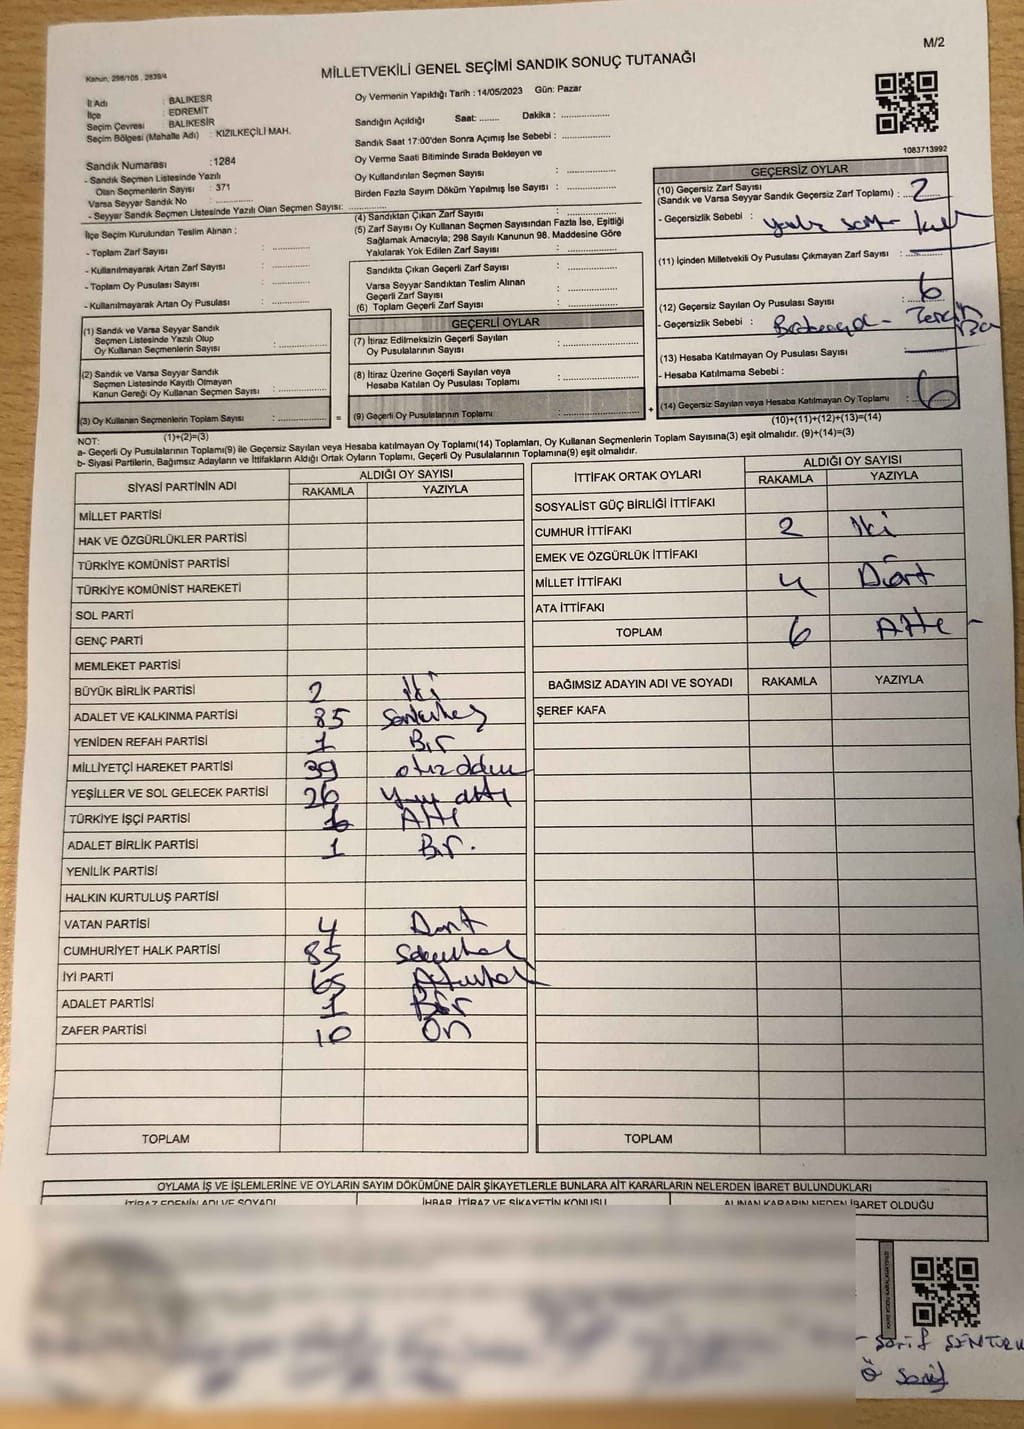 M/2
Kanun, 298/105 , 2839/4
MİLLETVEKİLİ GENEL SEÇİMİ SANDIK SONUÇ TUTANAĞI
İl Adı : BALIKESR
İlçe : EDREMİT
Seçim Çevresi : BALIKESİR
Seçim Bölgesi (Mahalle Adı) : KIZILKEÇİLİ MAH.
Sandık Numarası :1284
- Sandık Seçmen Listesinde Yazılı
Olan Seçmenlerin Sayısı : 371
Varsa Seyyar Sandık No :
- Seyyar Sandık Seçmen Listesinde Yazılı Olan Seçmen Sayısı:
Oy Vermenin Yapıldığı Tarih : 14/05/2023 Gün: Pazar
Sandığın Açıldığı Saat: Dakika :
Sandık Saat 17:00'den Sonra Açımış İse Sebebi :
Oy Verme Saati Bitiminde Sırada Bekleyen ve
Oy Kullandırılan Seçmen Sayısı :
Birden Fazla Sayım Döküm Yapılmış İse Sayısı :
1083713992
İlçe Seçim Kurulundan Teslim Alınan ;
- Toplam Zarf Sayısı :
- Kullanılmayarak Artan Zarf Sayısı :
- Toplam Oy Pusulası Sayısı :
- Kullanılmayarak Artan Oy Pusulası :
(4) Sandıktan Çıkan Zarf Sayısı :
(5) Zarf Sayısı Oy Kullanan Seçmen Sayısından Fazla İse, Eşitliği
Sağlamak Amacıyla; 298 Sayılı Kanunun 98. Maddesine Göre
Yakılarak Yok Edilen Zarf Sayısı :
Sandıkta Çıkan Geçerli Zarf Sayısı :
Varsa Seyyar Sandıktan Teslim Alınan
Geçerli Zarf Sayısı :
(6) Toplam Geçerli Zarf Sayısı :
GEÇERSİZ OYLAR
(10) Geçersiz Zarf Sayısı
(Sandık ve Varsa Seyyar Sandık Geçersiz Zarf Toplamı) : 2
- Geçersizlik Sebebi :
(11) İçinden Milletvekili Oy Pusulası Çıkmayan Zarf Sayısı :
(12) Geçersiz Sayılan Oy Pusulası Sayısı : 6
- Geçersizlik Sebebi :
(13) Hesaba Katılmayan Oy Pusulası Sayısı
- Hesaba Katılmama Sebebi :
(14) Geçersiz Sayılan veya Hesaba Katılmayan Oy Toplamı : 6
(10)+(11)+(12)+(13)=(14)
(1) Sandık ve Varsa Seyyar Sandık
Seçmen Listesinde Yazılı Olup
Oy Kullanan Seçmenlerin Sayısı :
(2) Sandık ve Varsa Seyyar Sandık
Seçmen Listesinde Kayıtlı Olmayan
Kanun Gereği Oy Kullanan Seçmen Sayısı :
(3) Oy Kullanan Seçmenlerin Toplam Sayısı :
(1)+(2)=(3)
=
GEÇERLİ OYLAR
(7) İtiraz Edilmeksizin Geçerli Sayılan
Oy Pusulalarının Sayısı :
(8) İtiraz Üzerine Geçerli Sayılan veya
Hesaba Katılan Oy Pusulası Toplamı :
(9) Geçerli Oy Pusulalarının Toplamı :
+
NOT:
a- Geçerli Oy Pusulalarının Toplamı(9) ile Geçersiz Sayılan veya Hesaba katılmayan Oy Toplamı(14) Toplamları, Oy Kullanan Seçmenlerin Toplam Sayısına(3) eşit olmalıdır. (9)+(14)=(3)
b- Siyasi Partilerin, Bağımsız Adayların ve İttifakların Aldığı Ortak Oyların Toplamı, Geçerli Oy Pusulalarının Toplamına(9) eşit olmalıdır.
SİYASİ PARTİNİN ADI ALDIĞI OY SAYISI
RAKAMLA YAZIYLA
MİLLET PARTİSİ
HAK VE ÖZGÜRLÜKLER PARTİSİ
TÜRKİYE KOMÜNİST PARTİSİ
TÜRKİYE KOMÜNİST HAREKETİ
SOL PARTİ
GENÇ PARTİ
MEMLEKET PARTİSİ
BÜYÜK BİRLİK PARTİSİ 2 iki
ADALET VE KALKINMA PARTİSİ 85
YENİDEN REFAH PARTİSİ 1 Bir
MİLLİYETÇİ HAREKET PARTİSİ 39
YEŞİLLER VE SOL GELECEK PARTİSİ 26
TÜRKİYE İŞÇİ PARTİSİ 6 Altı
ADALET BİRLİK PARTİSİ 1 Bir.
YENİLİK PARTİSİ
HALKIN KURTULUŞ PARTİSİ
VATAN PARTİSİ 4 Dört
CUMHURİYET HALK PARTİSİ 85
İYİ PARTİ 65
ADALET PARTİSİ 1 Bir
ZAFER PARTİSİ 10 On
TOPLAM
İTTİFAK ORTAK OYLARI ALDIĞI OY SAYISI
RAKAMLA YAZIYLA
SOSYALİST GÜÇ BİRLİĞİ İTTİFAKI
CUMHUR İTTİFAKI 2 İki
EMEK VE ÖZGÜRLÜK İTTİFAKI
MİLLET İTTİFAKI 4 Dört
ATA İTTİFAKI
TOPLAM 6 Altı -
BAĞIMSIZ ADAYIN ADI VE SOYADI RAKAMLA YAZIYLA
ŞEREF KAFA
TOPLAM
OYLAMA İŞ VE İŞLEMLERİNE VE OYLARIN SAYIM DÖKÜMÜNE DAİR ŞİKAYETLERLE BUNLARA AİT KARARLARIN NELERDEN İBARET BULUNDUKLARI
İTİRAZ EDENİN ADI VE SOYADI İHBAR, İTİRAZ VE ŞİKAYETİN KONUSU ALINAN KARARIN NEDEN İBARET OLDUĞU